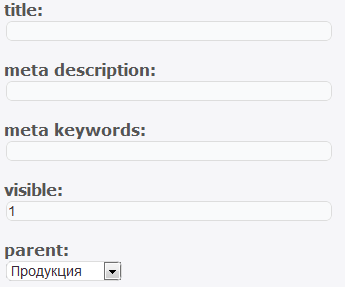 title:
meta description:
meta keywords:
visible:
1
parent:
Продукция